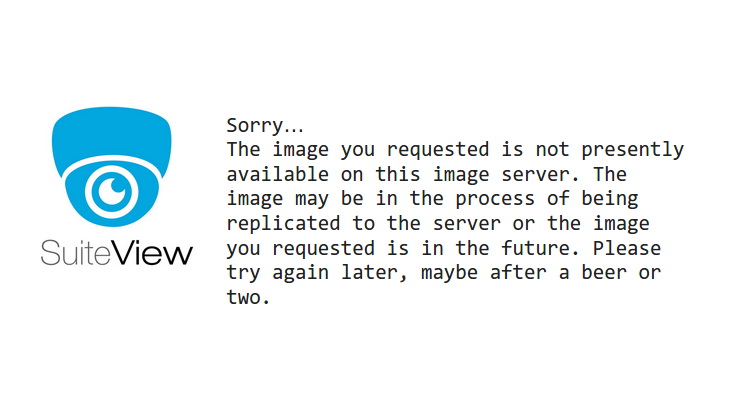 Sorry...
The image you requested is not presently
available on this image server. The
image may be in the process of being
replicated to the server or the image
you requested is in the future. Please
try again later, maybe after a beer or
two.
SuiteView